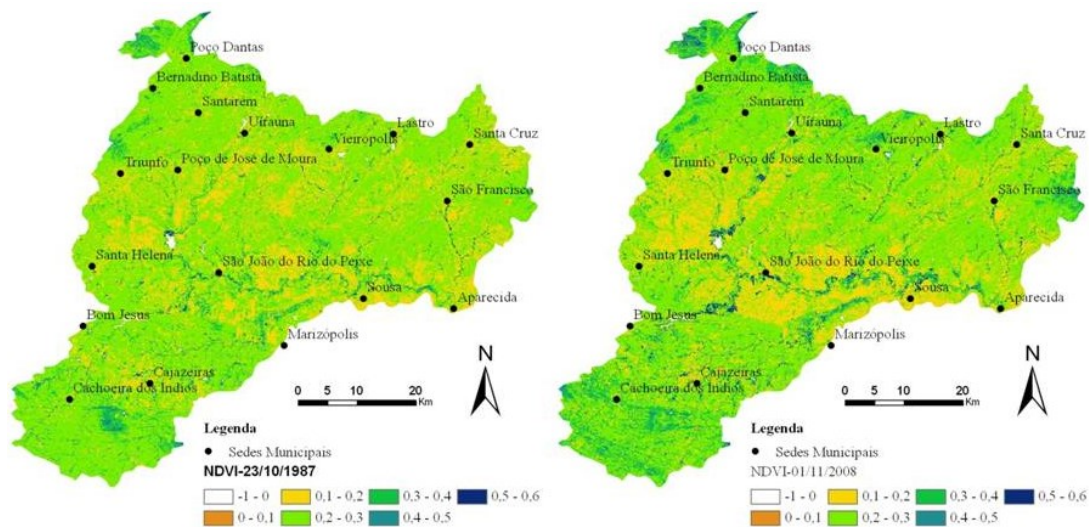 Poço Dantas
Bernadino Batista
Santarem
Uiraúna
Lastro
Vieiropolis
Santa Cruz
Triunfo
Poço de José de Moura
São Francisco
Santa Helena
São João do Rio do Peixe
Sousa
Aparecida
Bom Jesus
Marizópolis
Cajazeiras
Cachoeira dos Indios
N
0 5 10 20
Km
Legenda
Sedes Municipais
NDVI-23/10/1987
-1 - 0 0,1 - 0,2 0,3 - 0,4 0,5 - 0,6
0 - 0,1 0,2 - 0,3 0,4 - 0,5
Poço Dantas
Bernadino Batista
Santarem
Uiraúna
Lastro
Vieiropolis
Santa Cruz
Triunfo
Poço de José de Moura
São Francisco
Santa Helena
São João do Rio do Peixe
Sousa
Aparecida
Bom Jesus
Marizópolis
Cajazeiras
Cachoeira dos Indios
N
0 5 10 20
Km
Legenda
Sedes Municipais
NDVI-01/11/2008
-1 - 0 0,1 - 0,2 0,3 - 0,4 0,5 - 0,6
0 - 0,1 0,2 - 0,3 0,4 - 0,5